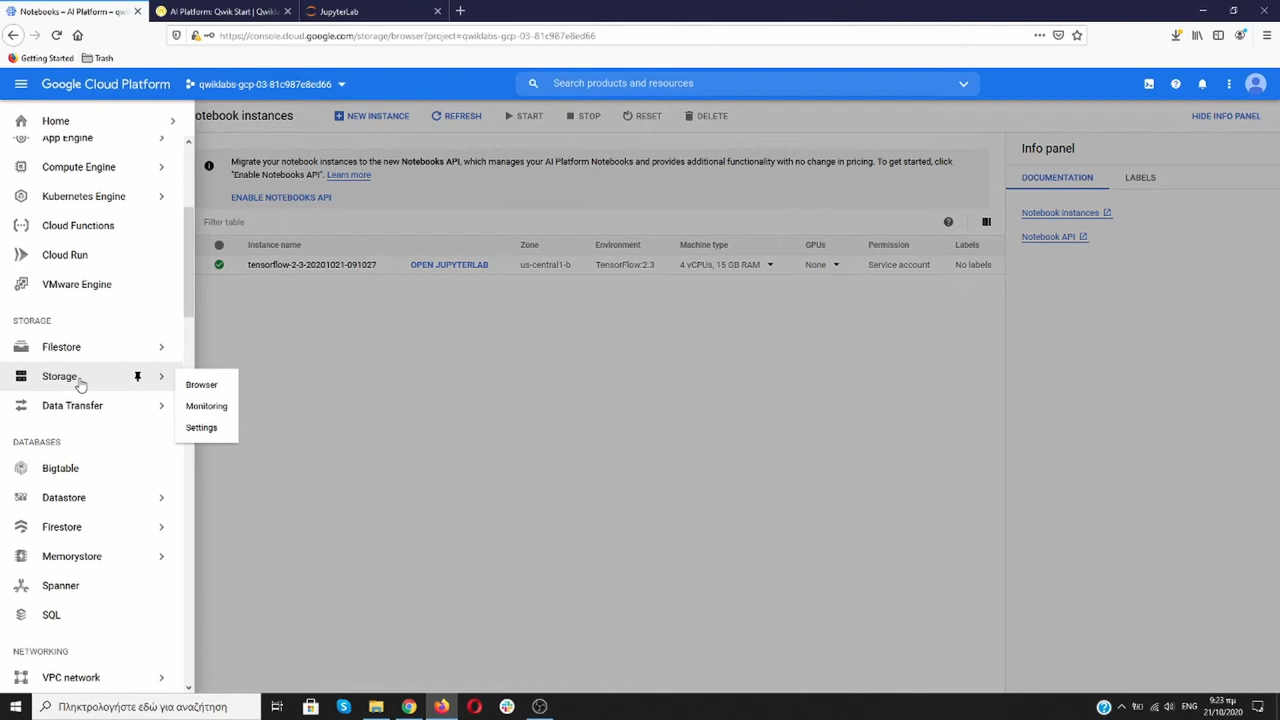 Notebooks – AI Platform – qwi
AI Platform: Qwik Start | Qwikla
JupyterLab
https://console.cloud.google.com/storage/browser?project=qwiklabs-gcp-03-81c987e8ed66
Getting Started
Trash
Google Cloud Platform
qwiklabs-gcp-03-81c987e8ed66
Search products and resources
Home
App Engine
Compute Engine
Kubernetes Engine
Cloud Functions
Cloud Run
VMware Engine
STORAGE
Filestore
Storage
Data Transfer
DATABASES
Bigtable
Datastore
Firestore
Memorystore
Spanner
SQL
NETWORKING
VPC network
Browser
Monitoring
Settings
otebook instances
NEW INSTANCE
REFRESH
START
STOP
RESET
DELETE
HIDE INFO PANEL
Migrate your notebook instances to the new Notebooks API, which manages your AI Platform Notebooks and provides additional functionality with no change in pricing. To get started, click
"Enable Notebooks API". Learn more
ENABLE NOTEBOOKS API
Filter table
Instance name Zone Environment Machine type GPUs Permission Labels
tensorflow-2-3-20201021-091027 OPEN JUPYTERLAB us-central1-b TensorFlow:2.3 4 vCPUs, 15 GB RAM None Service account No labels
Info panel
DOCUMENTATION
LABELS
Notebook instances
Notebook API
Πληκτρολογήστε εδώ για αναζήτηση
ΕΝΓ
9:23 πμ
21/10/2020